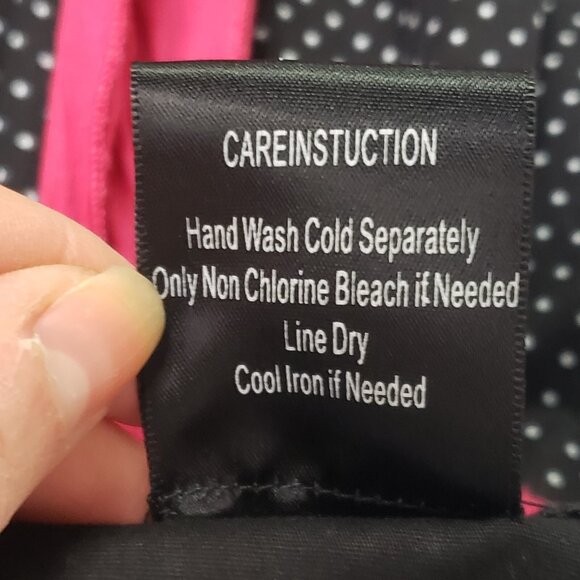 CAREINSTUCTION
Hand Wash Cold Separately
Only Non Chlorine Bleach if Needed
Line Dry
Cool Iron if Needed